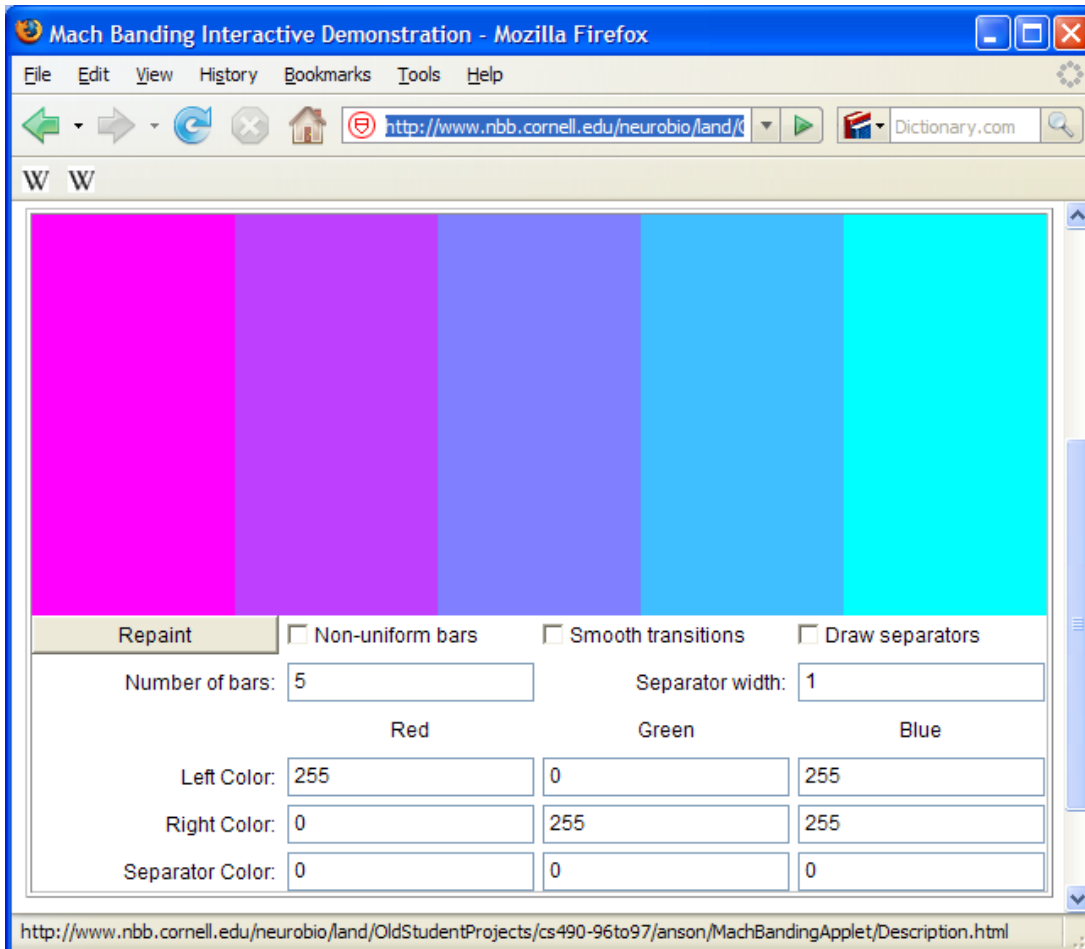 Mach Banding Interactive Demonstration - Mozilla Firefox
File Edit View History Bookmarks Tools Help
http://www.nbb.cornell.edu/neurobio/land/ Dictionary.com
W W
Repaint Non-uniform bars Smooth transitions Draw separators
Number of bars: 5 Separator width: 1
Red Green Blue
Left Color: 255 0 255
Right Color: 0 255 255
Separator Color: 0 0 0
http://www.nbb.cornell.edu/neurobio/land/OldStudentProjects/cs490-96to97/anson/MachBandingApplet/Description.html